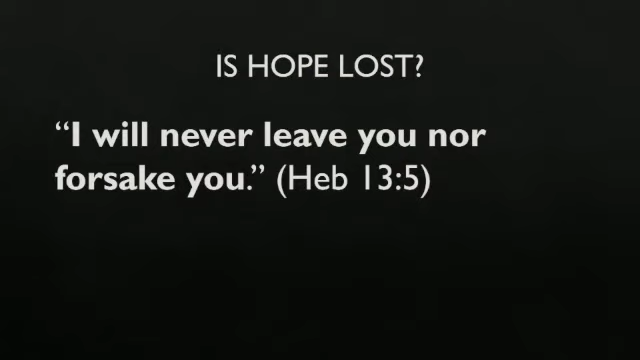 IS HOPE LOST?
“I will never leave you nor
forsake you.” (Heb 13:5)